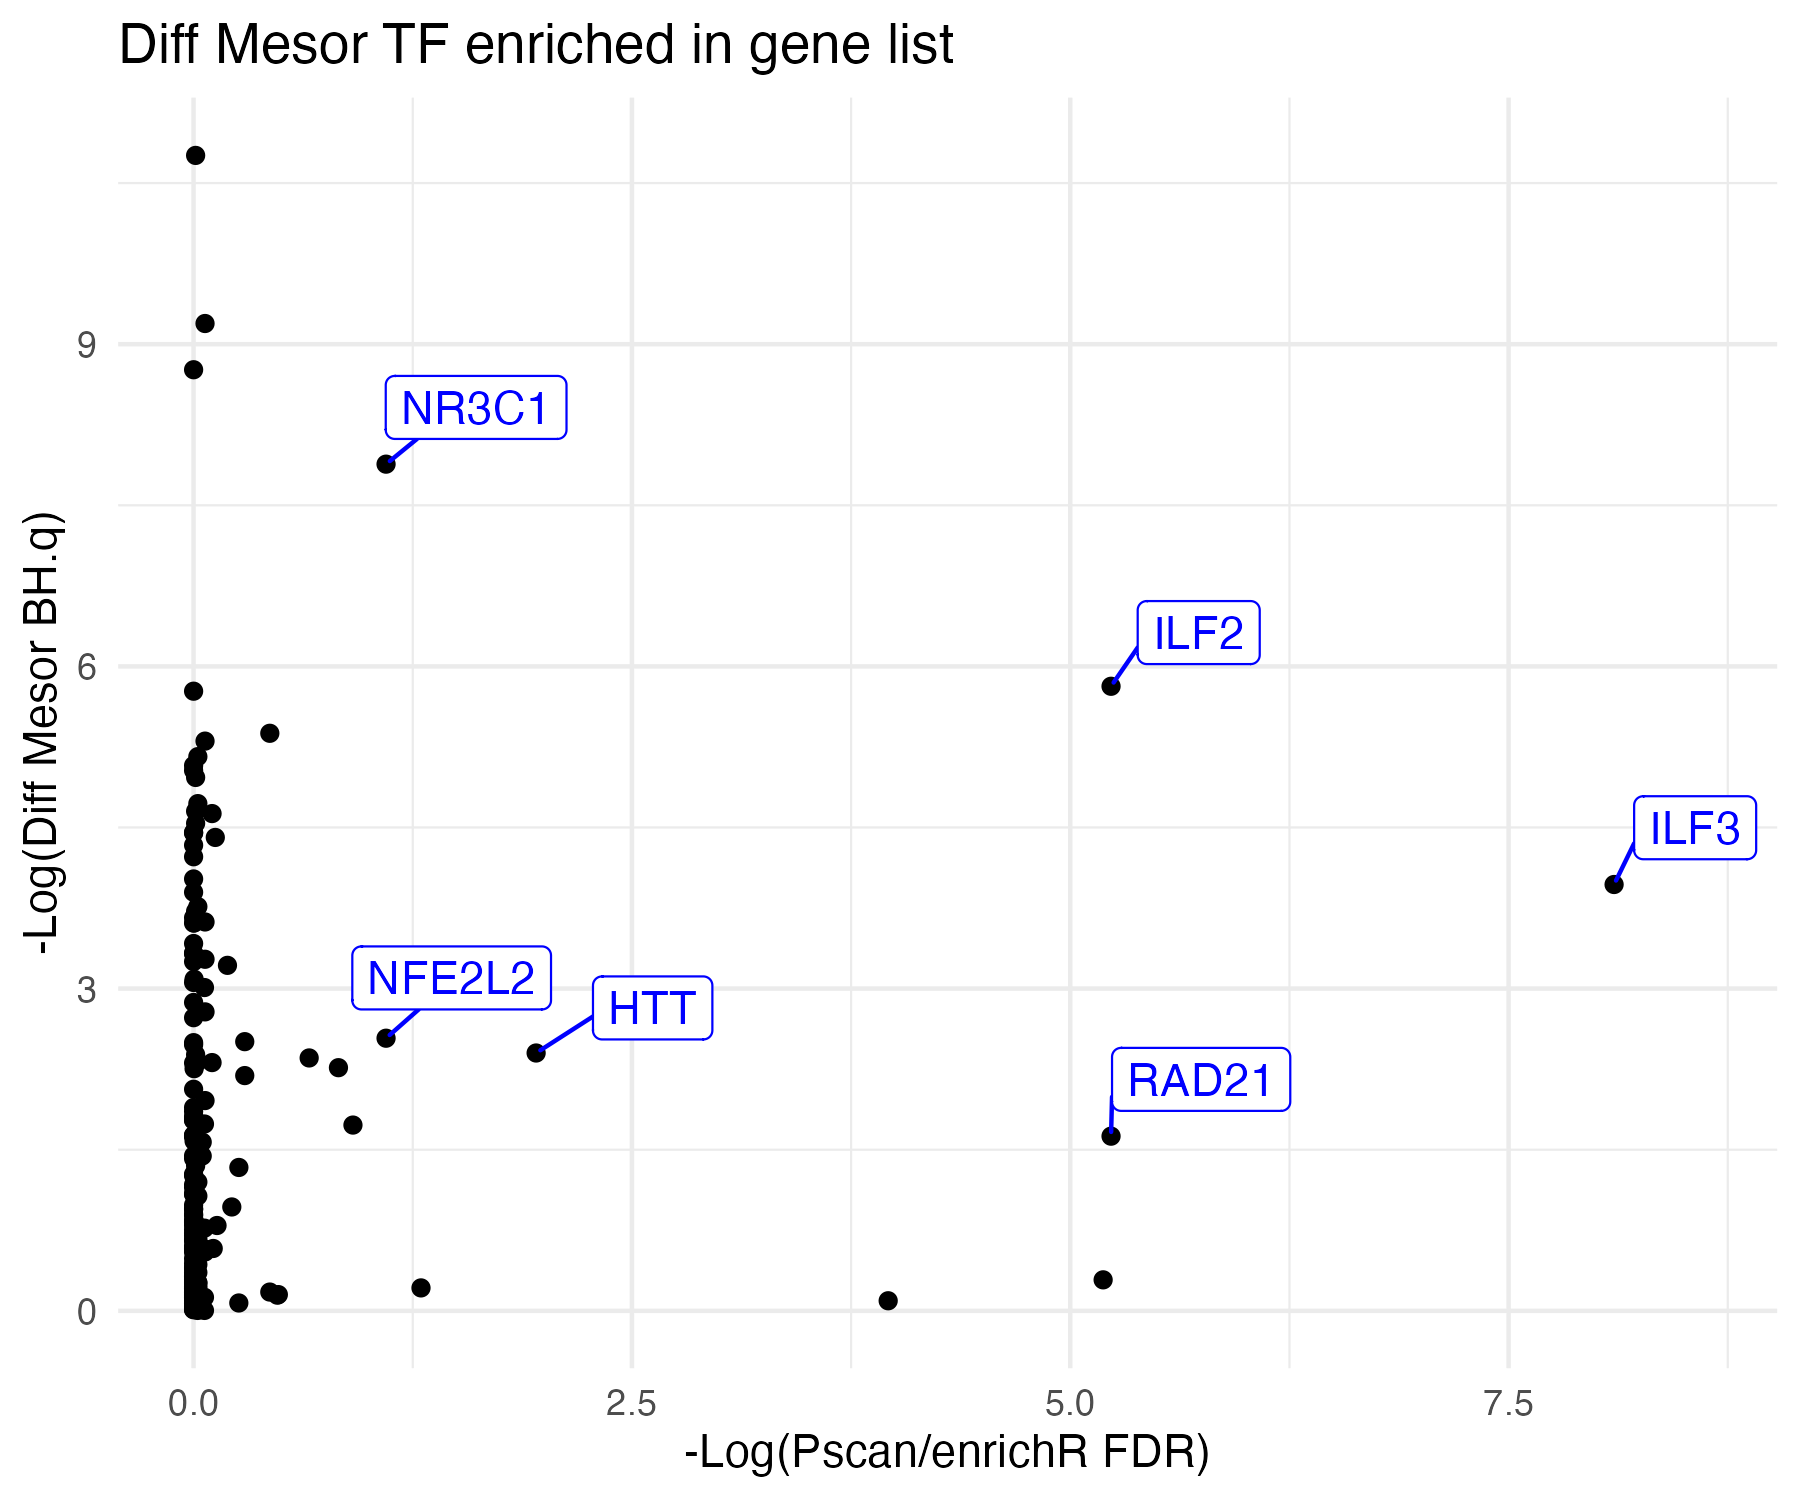 Diff Mesor TF enriched in gene list
-Log(Diff Mesor BH.q)
9
6
3
0
NR3C1
ILF2
ILF3
NFE2L2
HTT
RAD21
0.0
2.5
5.0
7.5
-Log(Pscan/enrichR FDR)